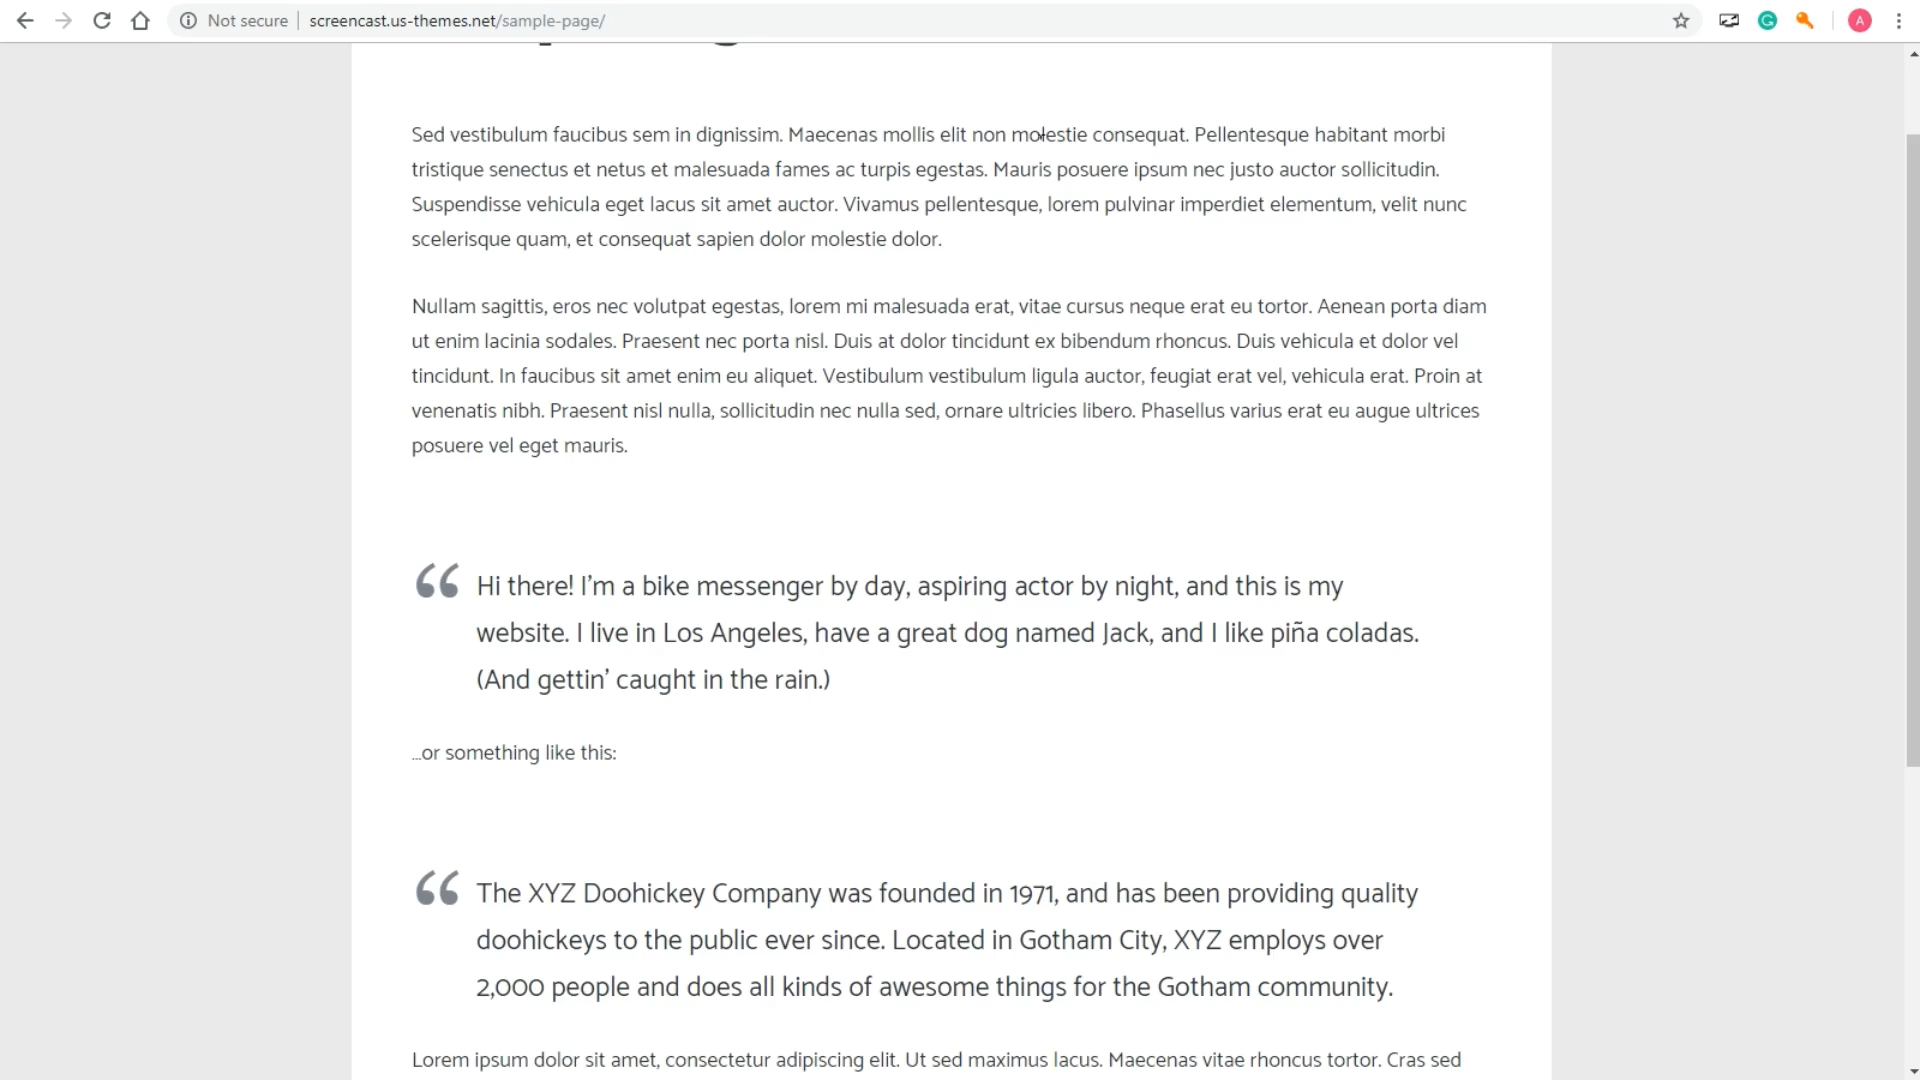 Not secure
screencast.us-themes.net/sample-page/
A
Sed vestibulum faucibus sem in dignissim. Maecenas mollis elit non molestie consequat. Pellentesque habitant morbi
tristique senectus et netus et malesuada fames ac turpis egestas. Mauris posuere ipsum nec justo auctor sollicitudin.
Suspendisse vehicula eget lacus sit amet auctor. Vivamus pellentesque, lorem pulvinar imperdiet elementum, velit nunc
scelerisque quam, et consequat sapien dolor molestie dolor.
Nullam sagittis, eros nec volutpat egestas, lorem mi malesuada erat, vitae cursus neque erat eu tortor. Aenean porta diam
ut enim lacinia sodales. Praesent nec porta nisl. Duis at dolor tincidunt ex bibendum rhoncus. Duis vehicula et dolor vel
tincidunt. In faucibus sit amet enim eu aliquet. Vestibulum vestibulum ligula auctor, feugiat erat vel, vehicula erat. Proin at
venenatis nibh. Praesent nisl nulla, sollicitudin nec nulla sed, ornare ultricies libero. Phasellus varius erat eu augue ultrices
posuere vel eget mauris.
“ Hi there! I’m a bike messenger by day, aspiring actor by night, and this is my
website. I live in Los Angeles, have a great dog named Jack, and I like piña coladas.
(And gettin’ caught in the rain.)
…or something like this:
“ The XYZ Doohickey Company was founded in 1971, and has been providing quality
doohickeys to the public ever since. Located in Gotham City, XYZ employs over
2,000 people and does all kinds of awesome things for the Gotham community.
Lorem ipsum dolor sit amet, consectetur adipiscing elit. Ut sed maximus lacus. Maecenas vitae rhoncus tortor. Cras sed